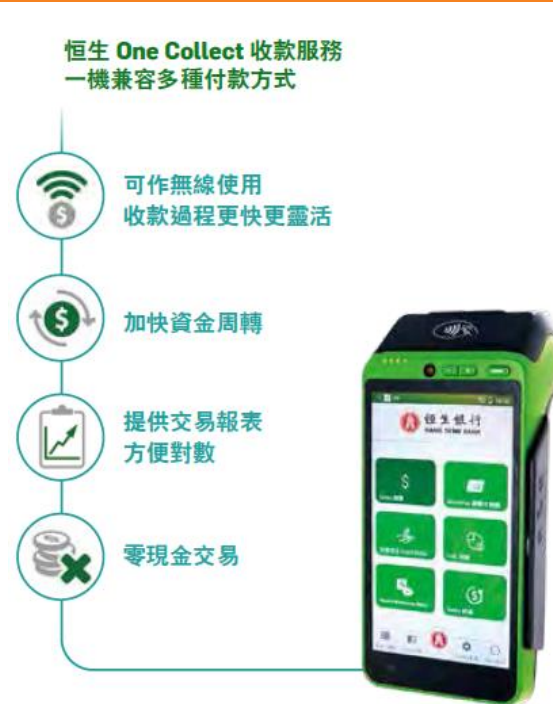 恒生 One Collect 收款服務
一機兼容多種付款方式
可作無線使用
收款過程更快更靈活
加快資金周轉
提供交易報表
方便對數
零現金交易
恒生銀行
HANG SENG BANK